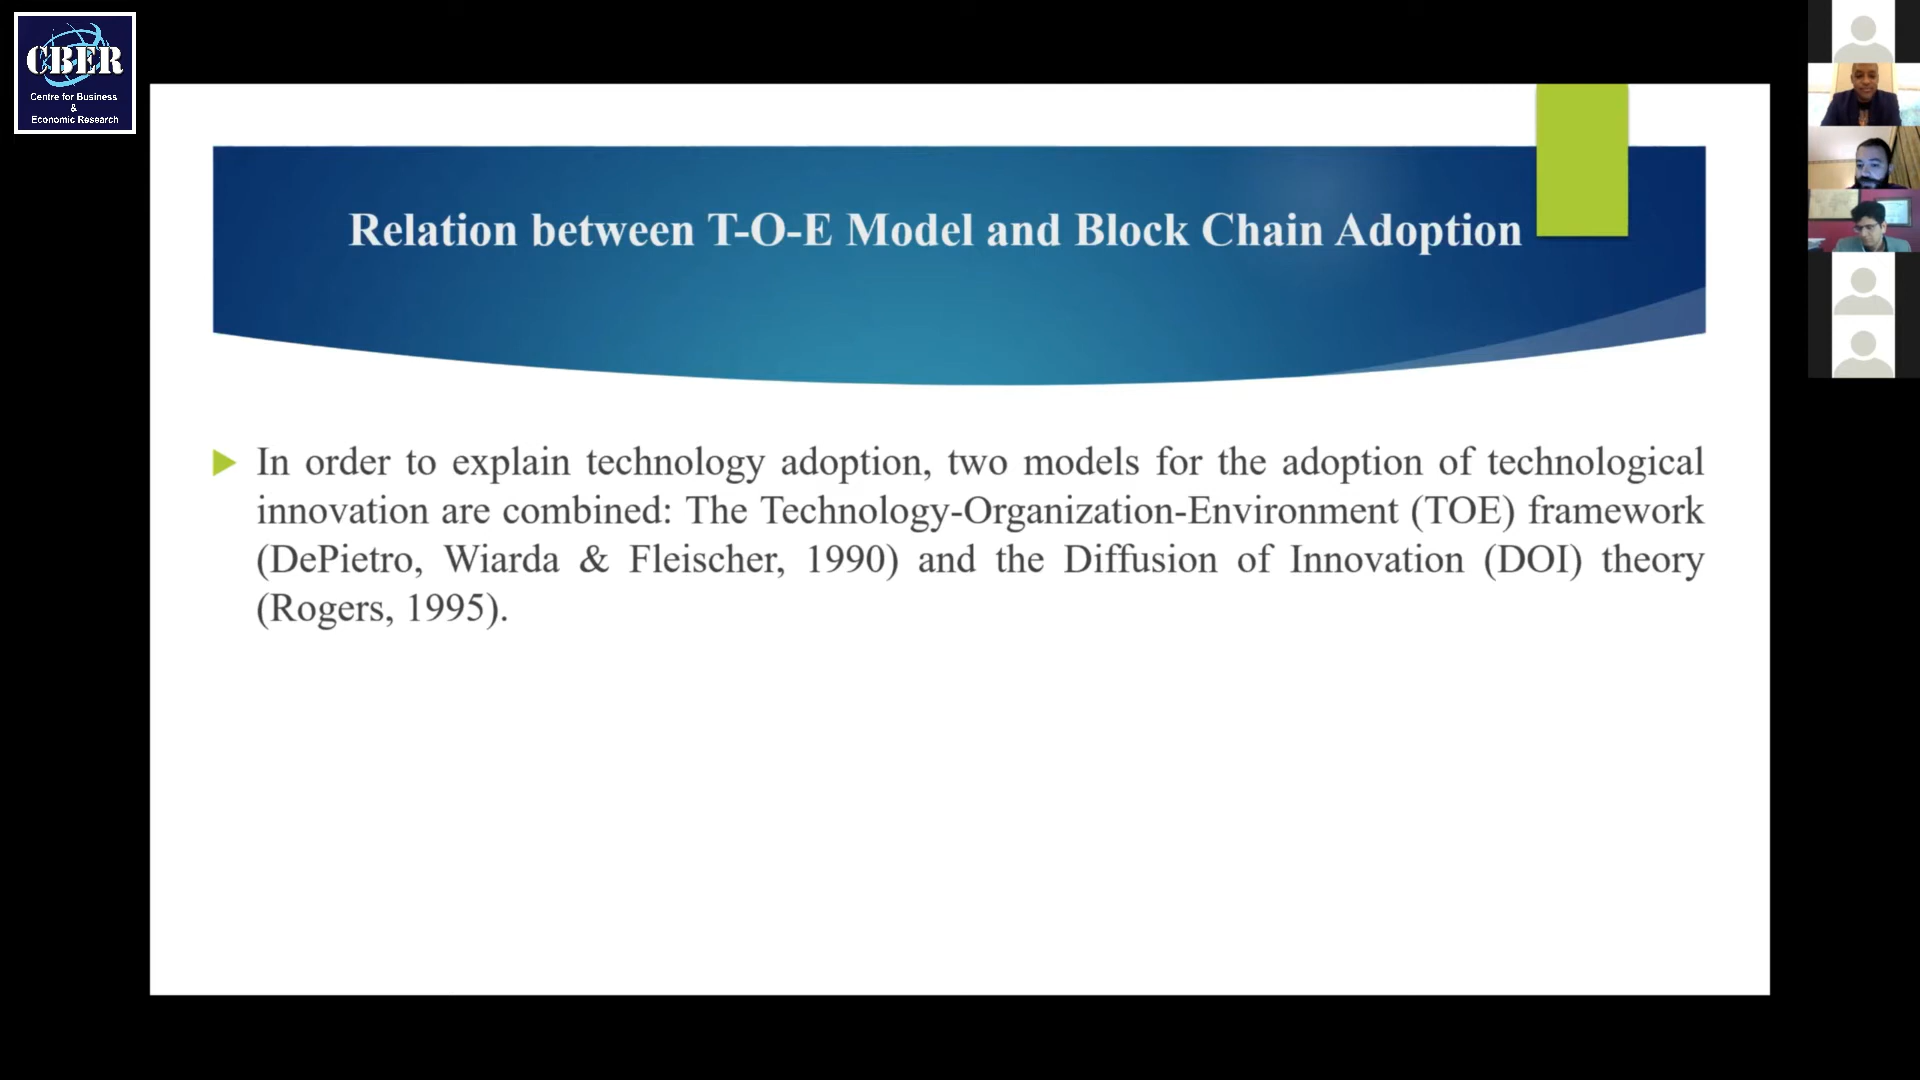 CBER
Centre for Business
&
Economic Research
Relation between T-O-E Model and Block Chain Adoption
In order to explain technology adoption, two models for the adoption of technological
innovation are combined: The Technology-Organization-Environment (TOE) framework
(DePietro, Wiarda & Fleischer, 1990) and the Diffusion of Innovation (DOI) theory
(Rogers, 1995).